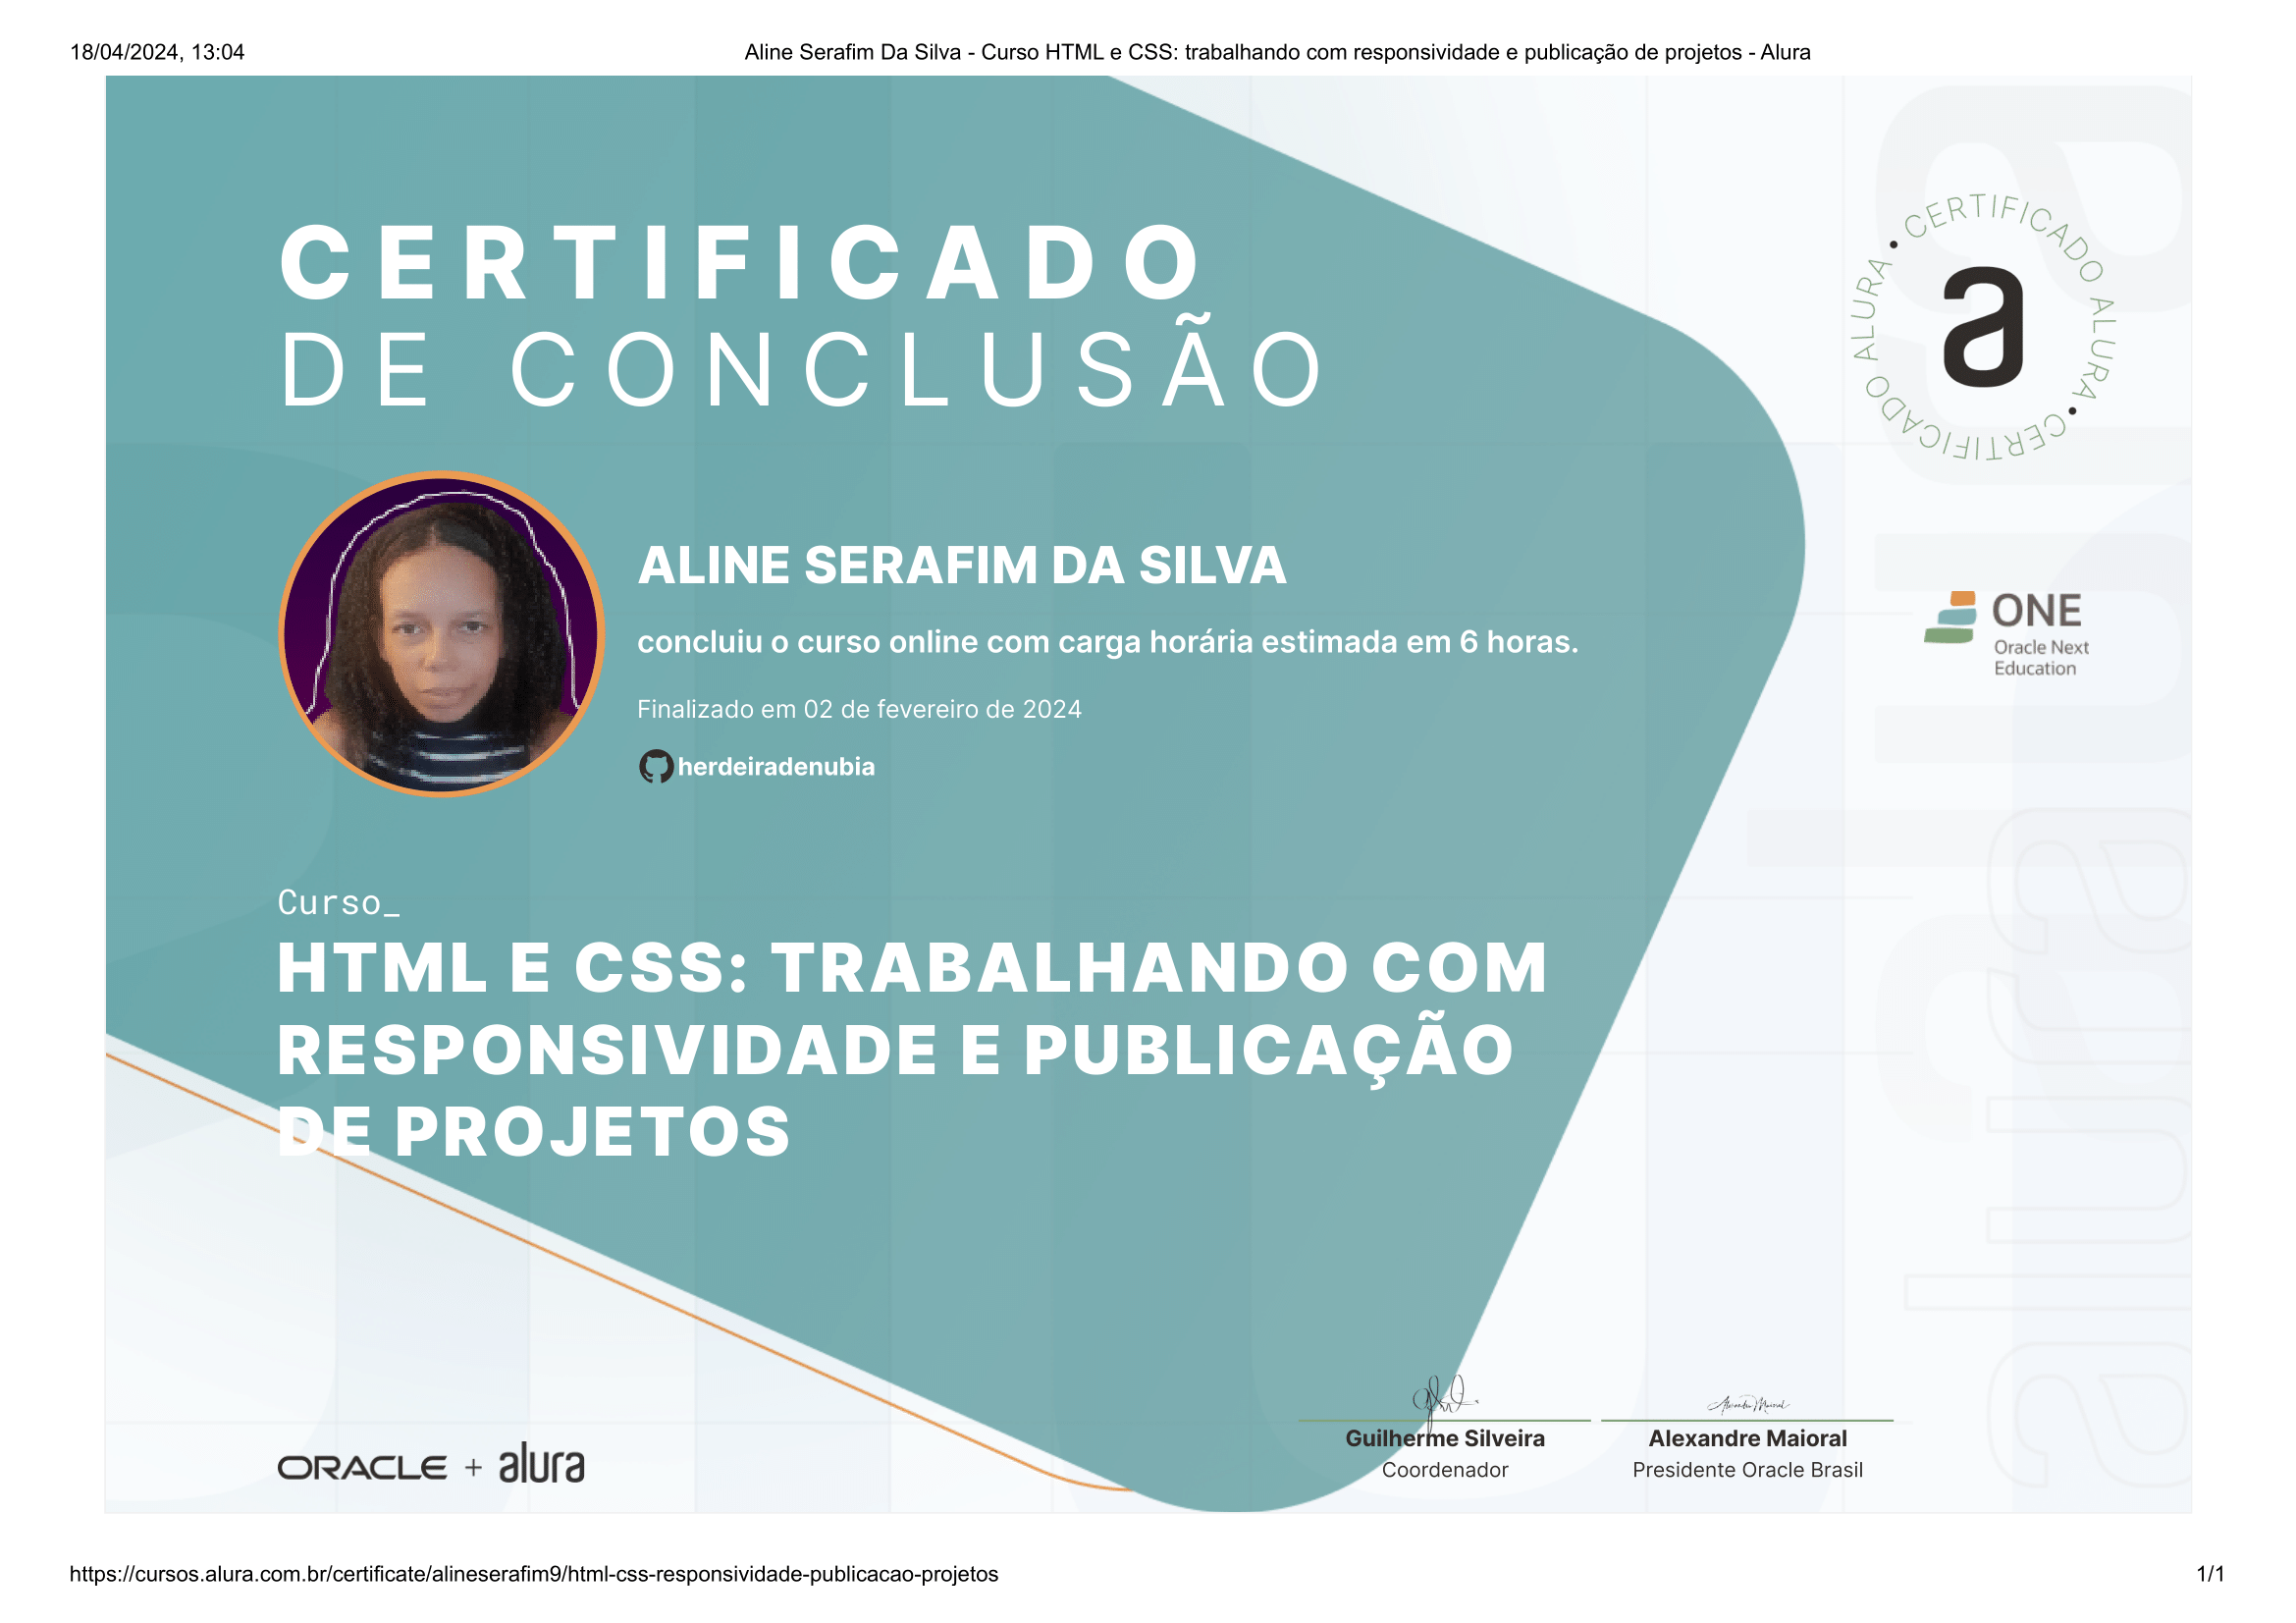 18/04/2024, 13:04
Aline Serafim Da Silva - Curso HTML e CSS: trabalhando com responsividade e publicação de projetos - Alura
CERTIFICADO
DE CONCLUSÃO
• CERTIFICADO ALURA • CERTIFICADO ALURA
a
ALINE SERAFIM DA SILVA
concluiu o curso online com carga horária estimada em 6 horas.
Finalizado em 02 de fevereiro de 2024
herdeiradenubia
ONE
Oracle Next
Education
Curso_
HTML E CSS: TRABALHANDO COM
RESPONSIVIDADE E PUBLICAÇÃO
DE PROJETOS
alura
alura
Guilherme Silveira
Coordenador
Alexandre Maioral
Alexandre Maioral
Presidente Oracle Brasil
ORACLE + alura
https://cursos.alura.com.br/certificate/alineserafim9/html-css-responsividade-publicacao-projetos
1/1